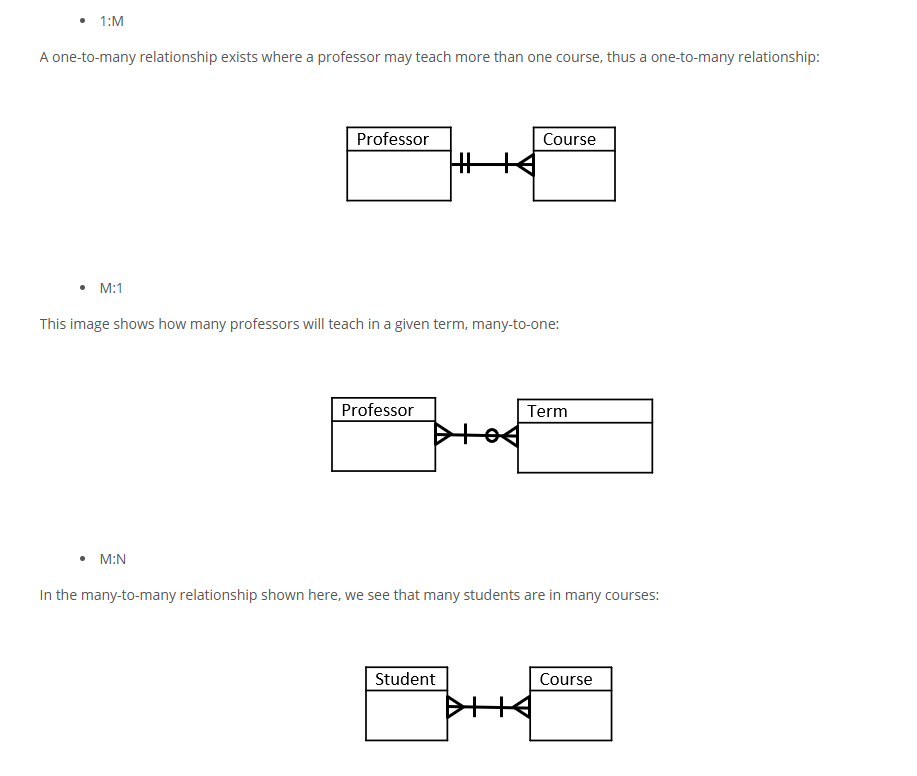 • 1:M
A one-to-many relationship exists where a professor may teach more than one course, thus a one-to-many relationship:
Professor
Course
• M:1
This image shows how many professors will teach in a given term, many-to-one:
Professor
Term
• M:N
In the many-to-many relationship shown here, we see that many students are in many courses:
Student
Course